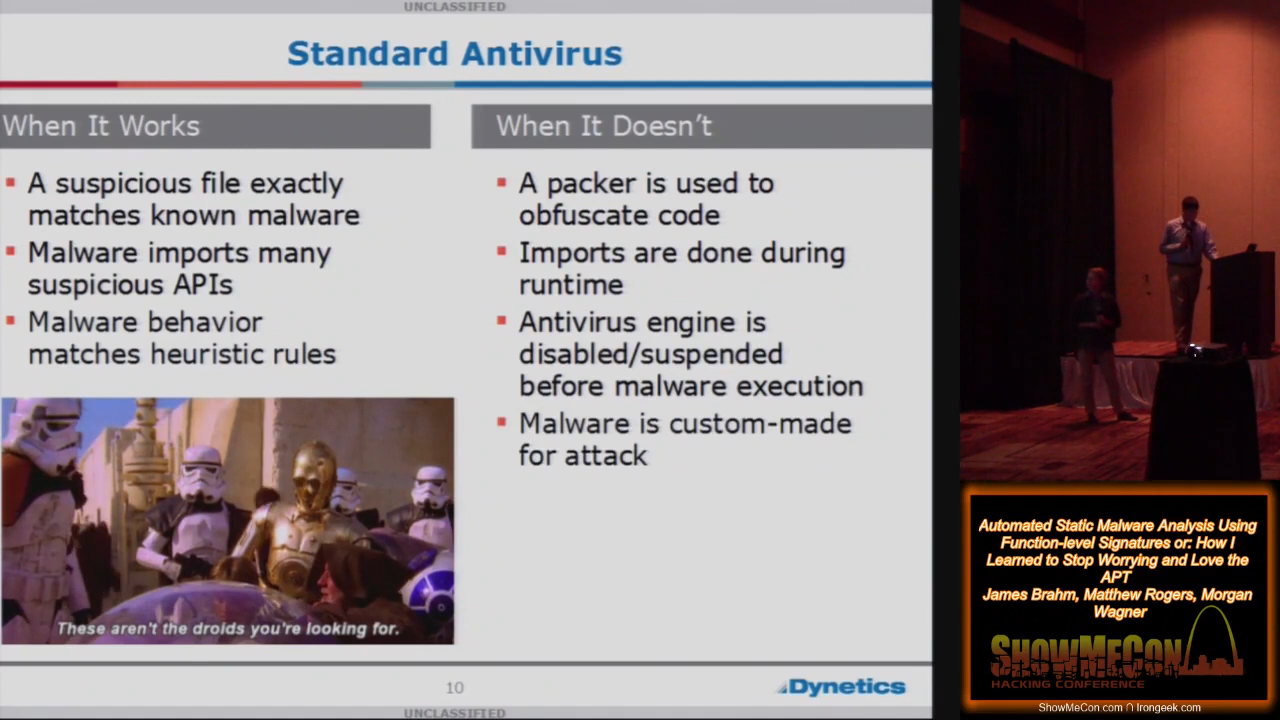 UNCLASSIFIED
Standard Antivirus
When It Works
A suspicious file exactly
matches known malware
Malware imports many
suspicious APIs
Malware behavior
matches heuristic rules
These aren't the droids you're looking for.
When It Doesn't
A packer is used to
obfuscate code
Imports are done during
runtime
Antivirus engine is
disabled/suspended
before malware execution
Malware is custom-made
for attack
10
Dynetics
UNCLASSIFIED
Automated Static Malware Analysis Using
Function-level Signatures or: How I
Learned to Stop Worrying and Love the
APT
James Brahm, Matthew Rogers, Morgan
Wagner
SHOWMECON
HACKING CONFERENCE
ShowMeCon.com ∩ Irongeek.com